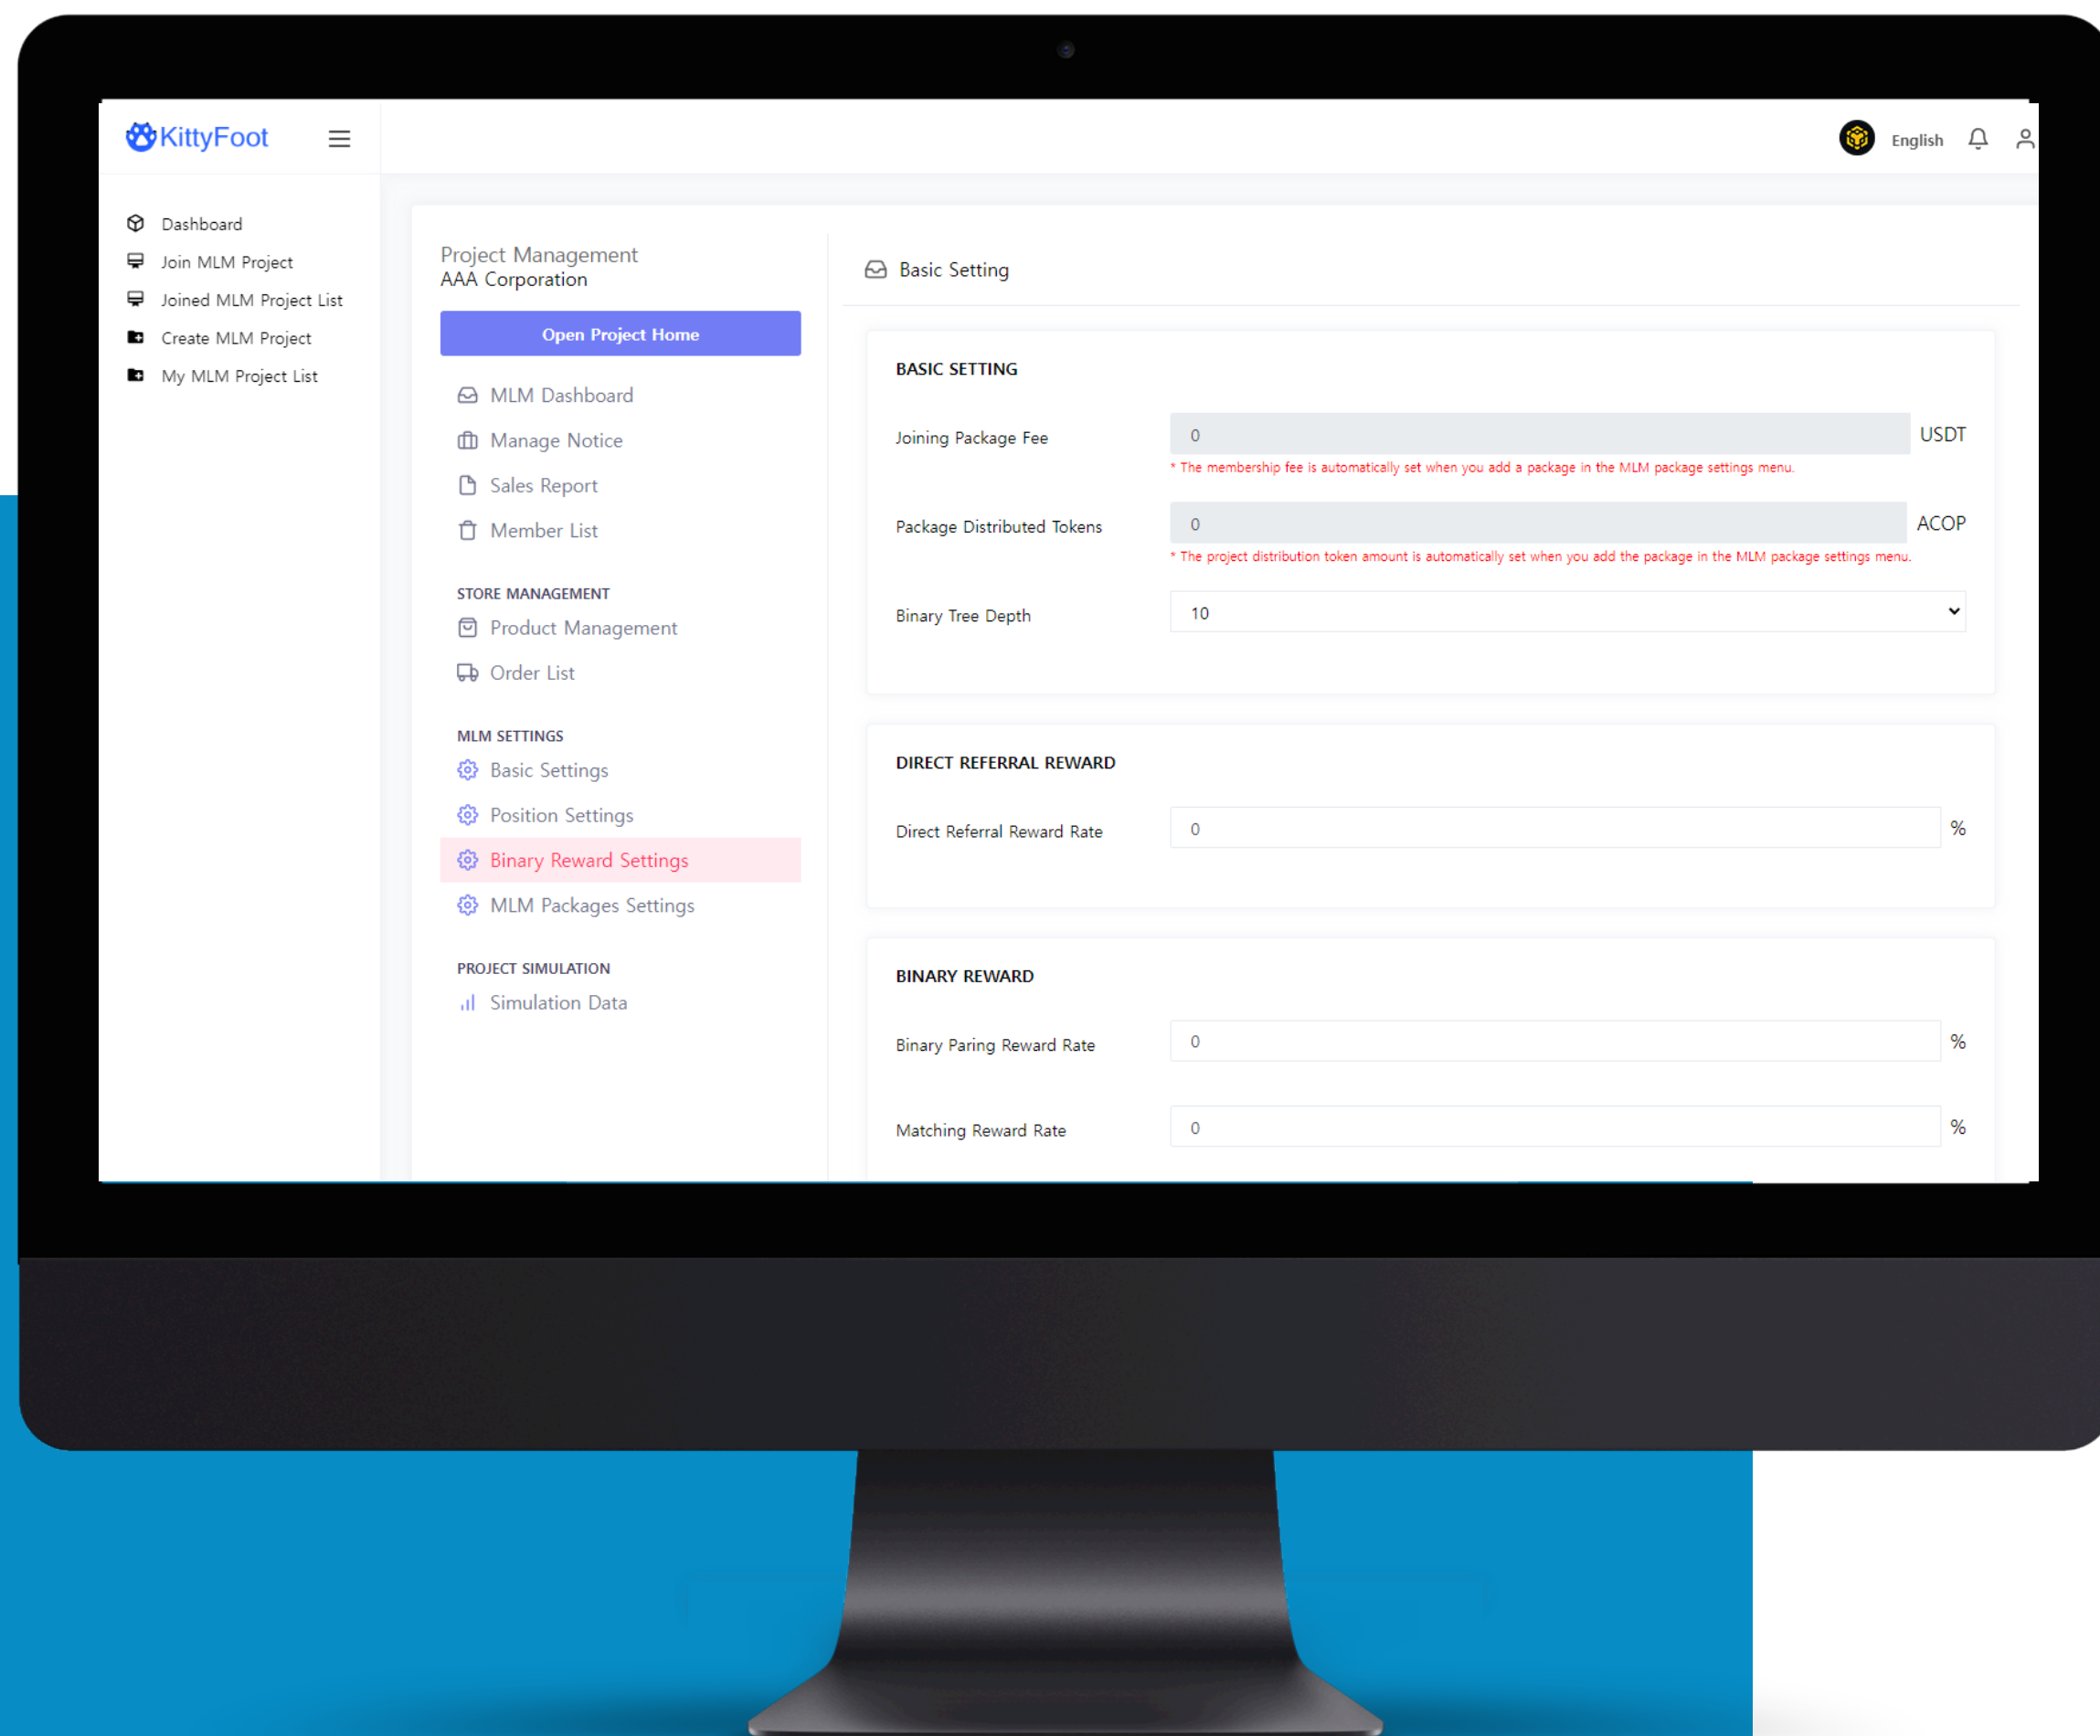 KittyFoot
English
Dashboard
Join MLM Project
Joined MLM Project List
Create MLM Project
My MLM Project List
Project Management
AAA Corporation
Open Project Home
MLM Dashboard
Manage Notice
Sales Report
Member List
STORE MANAGEMENT
Product Management
Order List
MLM SETTINGS
Basic Settings
Position Settings
Binary Reward Settings
MLM Packages Settings
PROJECT SIMULATION
Simulation Data
Basic Setting
BASIC SETTING
Joining Package Fee 0 USDT
* The membership fee is automatically set when you add a package in the MLM package settings menu.
Package Distributed Tokens 0 ACOP
* The project distribution token amount is automatically set when you add the package in the MLM package settings menu.
Binary Tree Depth 10
DIRECT REFERRAL REWARD
Direct Referral Reward Rate 0 %
BINARY REWARD
Binary Paring Reward Rate 0 %
Matching Reward Rate 0 %